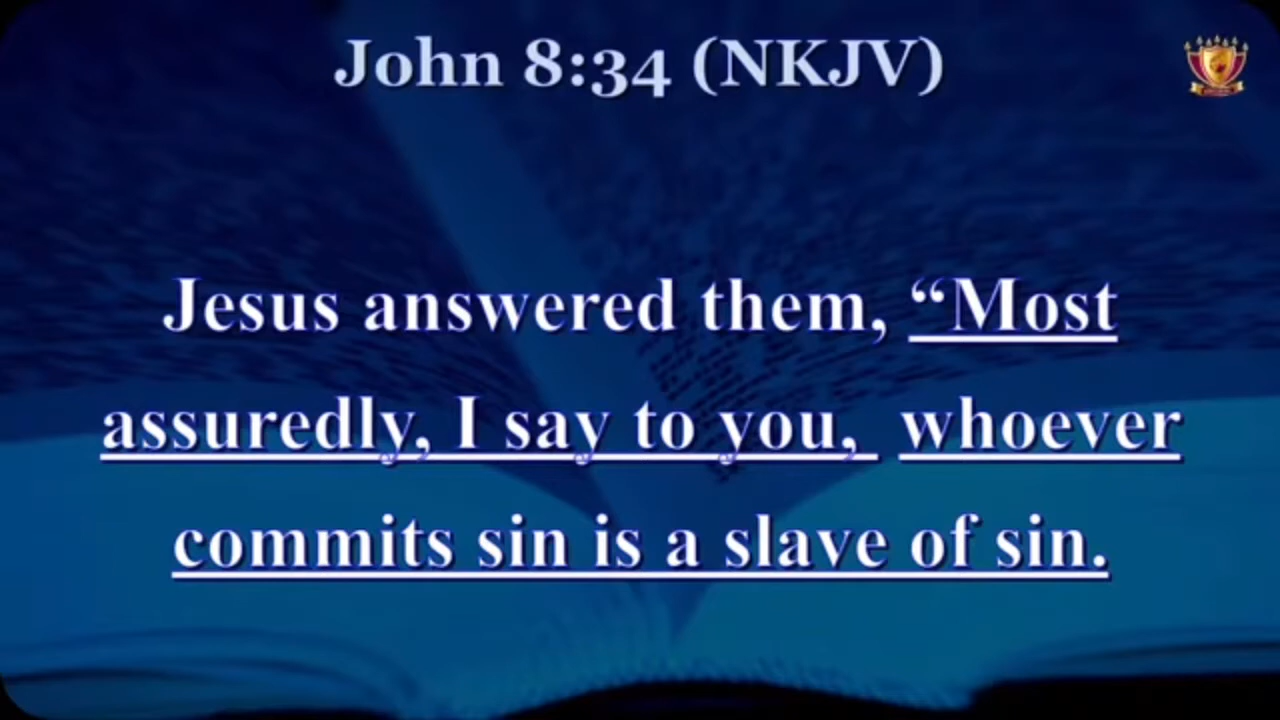 John 8:34 (NKJV)
Jesus answered them, “Most
assuredly, I say to you, whoever
commits sin is a slave of sin.